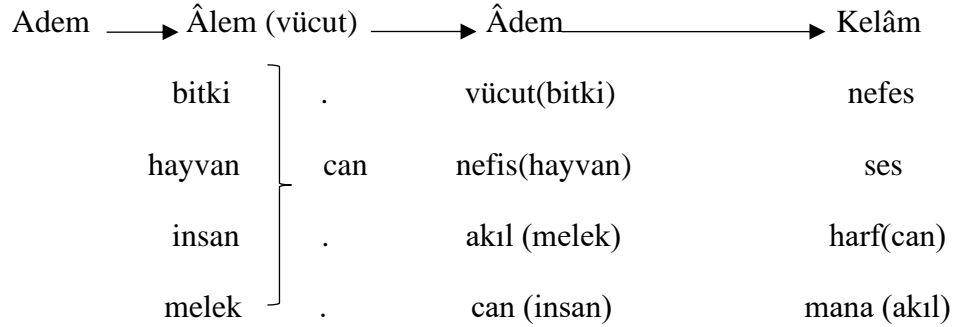 Adem Âlem (vücut) Âdem Kelâm
bitki . vücut(bitki) nefes
hayvan can nefis(hayvan) ses
insan . akıl (melek) harf(can)
melek . can (insan) mana (akıl)